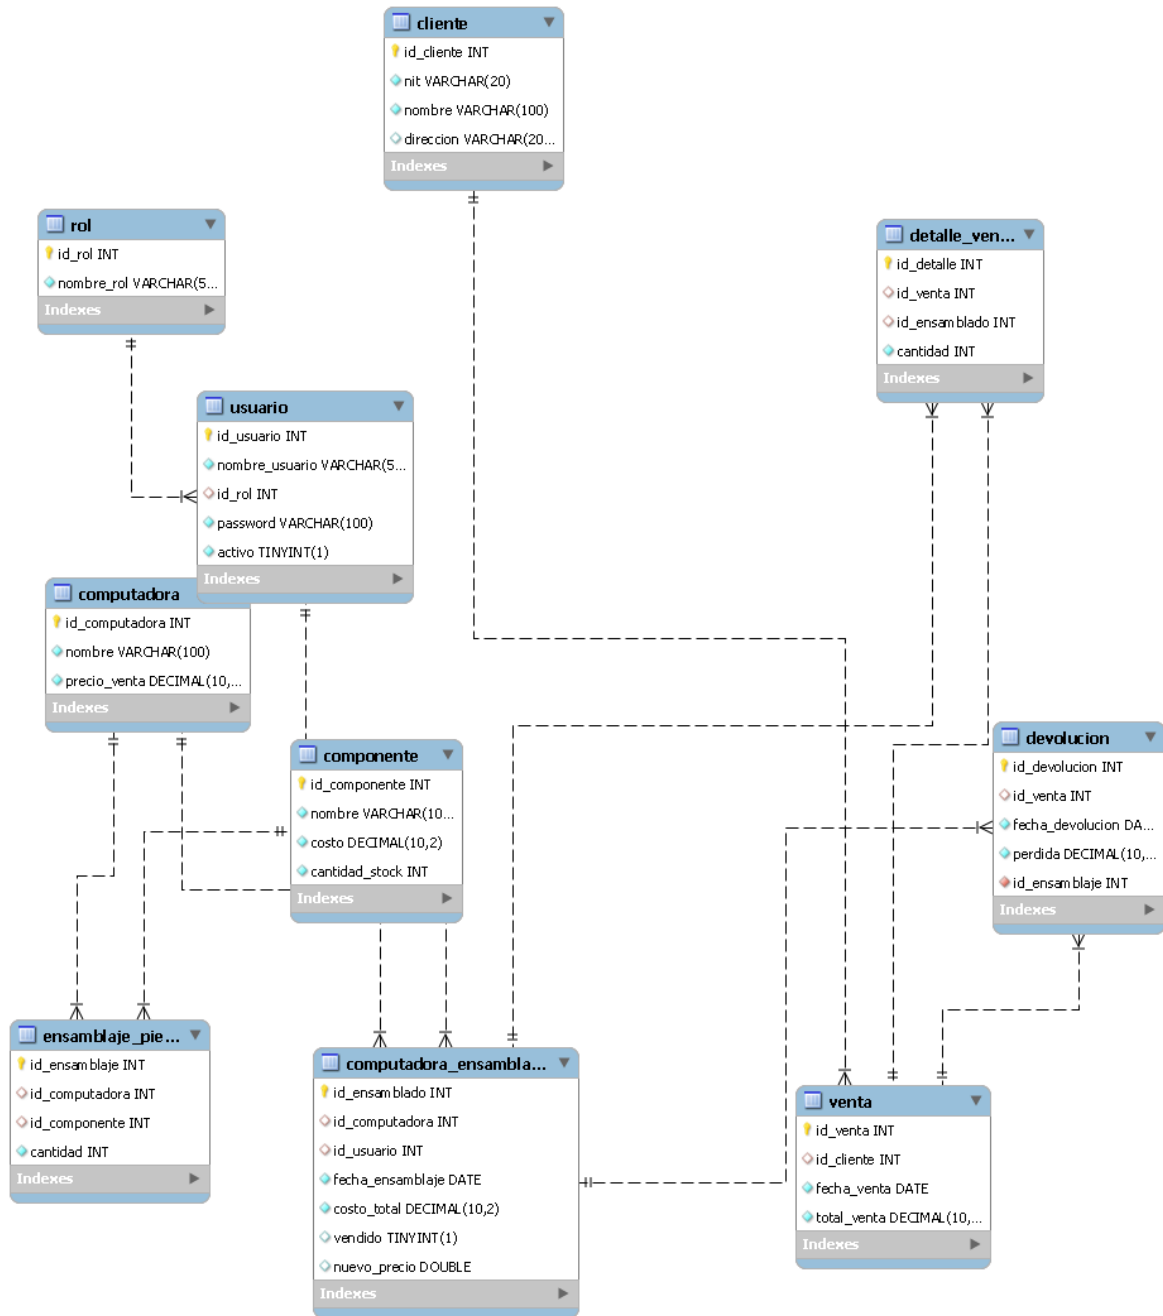 cliente
id_cliente INT
nit VARCHAR(20)
nombre VARCHAR(100)
direccion VARCHAR(20...
Indexes
rol
id_rol INT
nombre_rol VARCHAR(5...
Indexes
detalle_ven...
id_detalle INT
id_venta INT
id_ensamblado INT
cantidad INT
Indexes
usuario
id_usuario INT
nombre_usuario VARCHAR(5...
id_rol INT
password VARCHAR(100)
activo TINYINT(1)
Indexes
computadora
id_computadora INT
nombre VARCHAR(100)
precio_venta DECIMAL(10,...
Indexes
componente
id_componente INT
nombre VARCHAR(10...
costo DECIMAL(10,2)
cantidad_stock INT
Indexes
devolucion
id_devolucion INT
id_venta INT
fecha_devolucion DA...
perdida DECIMAL(10,...
id_ensamblaje INT
Indexes
ensamblaje_pie...
id_ensamblaje INT
id_computadora INT
id_componente INT
cantidad INT
Indexes
computadora_ensambla...
id_ensamblado INT
id_computadora INT
id_usuario INT
fecha_ensamblaje DATE
costo_total DECIMAL(10,2)
vendido TINYINT(1)
nuevo_precio DOUBLE
Indexes
venta
id_venta INT
id_cliente INT
fecha_venta DATE
total_venta DECIMAL(10,...
Indexes